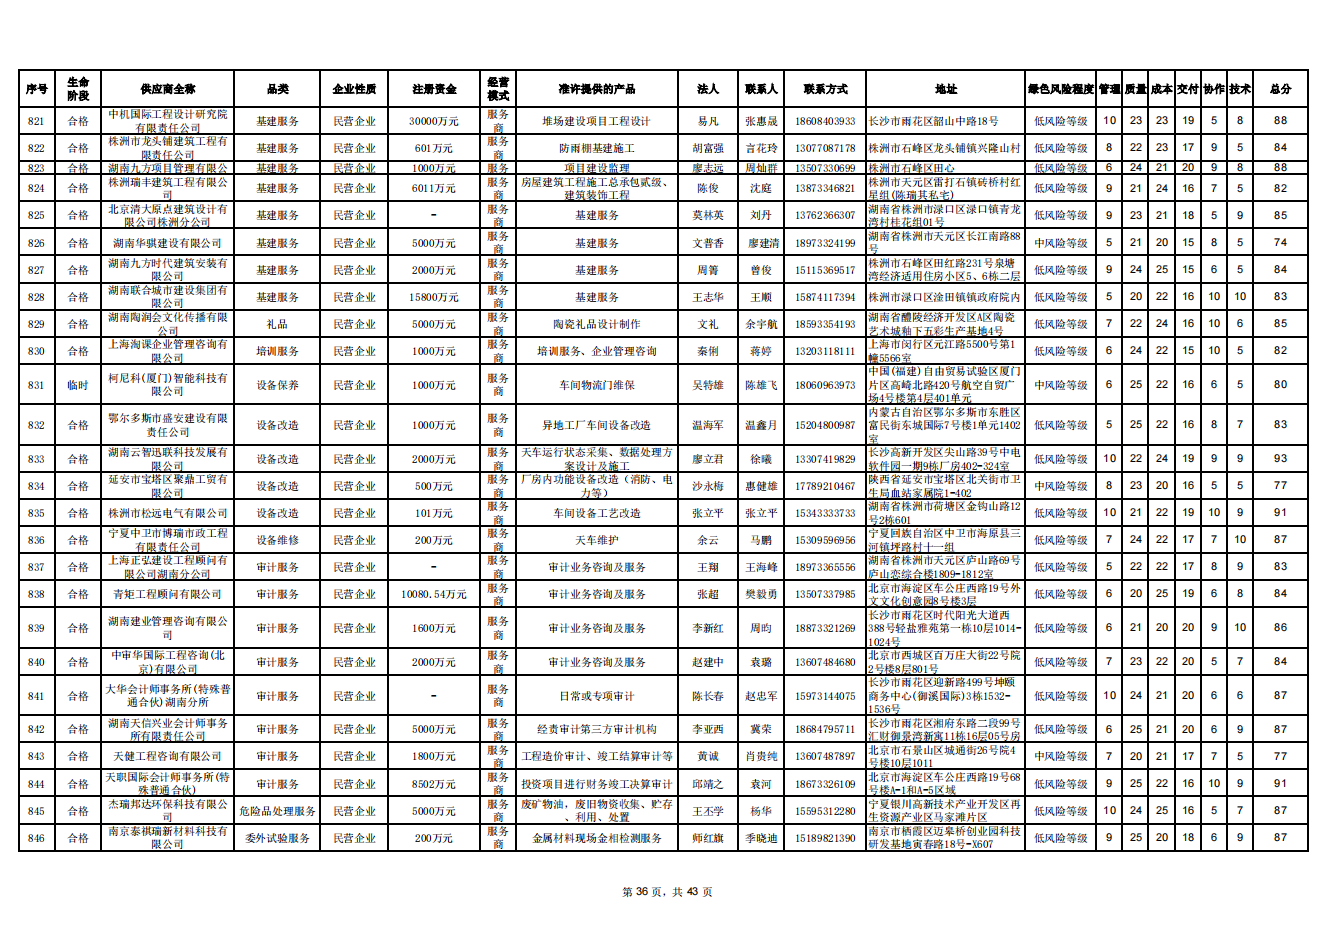 序号 生命阶段 供应商全称 品类 企业性质 注册资金 经营模式 准许提供的产品 法人 联系人 联系方式 地址 绿色风险程度 管理 质量 成本 交付 协作 技术 总分
821 合格 中机国际工程设计研究院有限责任公司 基建服务 民营企业 30000万元 服务商 堆场建设项目工程设计 易凡 张惠晟 18608403933 长沙市雨花区韶山中路18号 低风险等级 10 23 23 19 5 8 88
822 合格 株洲市龙头铺建筑工程有限责任公司 基建服务 民营企业 601万元 服务商 防雨棚基建施工 胡富强 言花玲 13077087178 株洲市石峰区龙头铺镇兴隆山村 低风险等级 8 22 23 17 9 5 84
823 合格 湖南九方项目管理有限公 基建服务 民营企业 1000万元 服务 项目建设监理 廖志远 周灿群 13507330699 株洲市石峰区田心 低风险等级 6 24 21 20 9 8 88
824 合格 株洲瑞丰建筑工程有限公司 基建服务 民营企业 6011万元 服务商 房屋建筑工程施工总承包贰级、建筑装饰工程 陈俊 沈庭 13873346821 株洲市天元区雷打石镇砖桥村红星组(陈瑞其私宅) 低风险等级 9 21 24 16 7 5 82
825 合格 北京清大原点建筑设计有限公司株洲分公司 基建服务 民营企业 - 服务商 基建服务 莫林英 刘丹 13762366307 湖南省株洲市渌口区渌口镇青龙湾村桂花组01号 低风险等级 9 23 21 18 5 9 85
826 合格 湖南华骐建设有限公司 基建服务 民营企业 5000万元 服务商 基建服务 文普香 廖建清 18973324199 湖南省株洲市天元区长江南路88号 中风险等级 5 21 20 15 8 5 74
827 合格 湖南九方时代建筑安装有限公司 基建服务 民营企业 2000万元 服务商 基建服务 周箐 曾俊 15115369517 株洲市石峰区田红路231号泉塘湾经济适用住房小区5、6栋二层 低风险等级 9 24 25 15 6 5 84
828 合格 湖南联合城市建设集团有限公司 基建服务 民营企业 15800万元 服务商 基建服务 王志华 王顺 15874117394 株洲市渌口区淦田镇镇政府院内 低风险等级 5 20 22 16 10 10 83
829 合格 湖南陶润会文化传播有限公司 礼品 民营企业 5000万元 服务商 陶瓷礼品设计制作 文礼 余宇航 18593354193 湖南省醴陵经济开发区A区陶瓷艺术城釉下五彩生产基地4号 低风险等级 7 22 24 16 10 6 85
830 合格 上海淘课企业管理咨询有限公司 培训服务 民营企业 1000万元 服务商 培训服务、企业管理咨询 秦俐 蒋婷 13203118111 上海市闵行区元江路5500号第1幢5566室 低风险等级 6 24 22 15 10 5 82
831 临时 柯尼科(厦门)智能科技有限公司 设备保养 民营企业 1000万元 服务商 车间物流门维保 吴特雄 陈雄飞 18060963973 中国(福建)自由贸易试验区厦门片区高崎北路420号航空自贸广场4号楼第4层401单元 中风险等级 6 25 22 16 6 5 80
832 合格 鄂尔多斯市盛安建设有限责任公司 设备改造 民营企业 1000万元 服务商 异地工厂车间设备改造 温海军 温鑫月 15204800987 内蒙古自治区鄂尔多斯市东胜区富民街东城国际7号楼1单元1402室 低风险等级 5 25 22 16 8 7 83
833 合格 湖南云智迅联科技发展有限公司 设备改造 民营企业 2000万元 服务商 天车运行状态采集、数据处理方案设计及施工 廖立君 徐曦 13307419829 长沙高新开发区尖山路39号中电软件园一期9栋厂房402-324室 低风险等级 10 22 24 19 9 9 93
834 合格 延安市宝塔区聚鼎工贸有限公司 设备改造 民营企业 500万元 服务商 厂房内功能设备改造（消防、电力等） 沙永梅 惠健雄 17789210467 陕西省延安市宝塔区北关街市卫生局血站家属院1-402 中风险等级 8 23 20 16 5 5 77
835 合格 株洲市松远电气有限公司 设备改造 民营企业 101万元 服务商 车间设备工艺改造 张立平 张立平 15343333733 湖南省株洲市荷塘区金钩山路12号2栋601 低风险等级 10 21 22 19 10 9 91
836 合格 宁夏中卫市博瑞市政工程有限责任公司 设备维修 民营企业 200万元 服务商 天车维护 余云 马鹏 15309596956 宁夏回族自治区中卫市海原县三河镇坪路村十一组 低风险等级 7 24 22 17 7 10 87
837 合格 上海正弘建设工程顾问有限公司湖南分公司 审计服务 民营企业 - 服务商 审计业务咨询及服务 王翔 王海峰 18973365556 湖南省株洲市天元区庐山路69号庐山恋综合楼1809-1812室 低风险等级 5 22 22 17 8 9 83
838 合格 青矩工程顾问有限公司 审计服务 民营企业 10080.54万元 服务商 审计业务咨询及服务 张超 樊毅勇 13507337985 北京市海淀区车公庄西路19号外文文化创意园8号楼3层 低风险等级 6 20 25 19 6 8 84
839 合格 湖南建业管理咨询有限公司 审计服务 民营企业 1600万元 服务商 审计业务咨询及服务 李新红 周昀 18873321269 长沙市雨花区时代阳光大道西388号轻盐雅苑第一栋10层1014-1024号 低风险等级 6 21 20 20 9 10 86
840 合格 中审华国际工程咨询(北京)有限公司 审计服务 民营企业 2000万元 服务商 审计业务咨询及服务 赵建中 袁璐 13607484680 北京市西城区百万庄大街22号院2号楼8层801号 低风险等级 7 23 22 20 5 7 84
841 合格 大华会计师事务所(特殊普通合伙)湖南分所 审计服务 民营企业 - 服务商 日常或专项审计 陈长春 赵忠军 15973144075 长沙市雨花区迎新路499号坤颐商务中心(御溪国际)3栋1532-1536号 低风险等级 10 24 21 20 6 6 87
842 合格 湖南天信兴业会计师事务所有限责任公司 审计服务 民营企业 5000万元 服务商 经责审计第三方审计机构 李亚西 冀荣 18684795711 长沙市雨花区湘府东路二段99号汇财御景湾新寓11栋16层05号房 低风险等级 6 25 21 20 6 9 87
843 合格 天健工程咨询有限公司 审计服务 民营企业 1800万元 服务商 工程造价审计、竣工结算审计等 黄诚 肖贵纯 13607487897 北京市石景山区城通街26号院4号楼10层1011 中风险等级 7 20 21 17 7 5 77
844 合格 天职国际会计师事务所(特殊普通合伙) 审计服务 民营企业 8502万元 服务商 投资项目进行财务竣工决算审计 邱靖之 袁河 18673326109 北京市海淀区车公庄西路19号68号楼A-1和A-5区域 低风险等级 9 25 22 16 10 9 91
845 合格 杰瑞邦达环保科技有限公司 危险品处理服务 民营企业 5000万元 服务商 废矿物油，废旧物资收集、贮存、利用、处置 王丕学 杨华 15595312280 宁夏银川高新技术产业开发区再生资源产业区马家滩片区 低风险等级 10 24 25 16 5 7 87
846 合格 南京泰祺瑞新材料科技有限公司 委外试验服务 民营企业 200万元 服务商 金属材料现场金相检测服务 师红旗 季晓迪 15189821390 南京市栖霞区迈皋桥创业园科技研发基地寅春路18号-X607 低风险等级 9 25 20 18 6 9 87
第 36 页，共 43 页